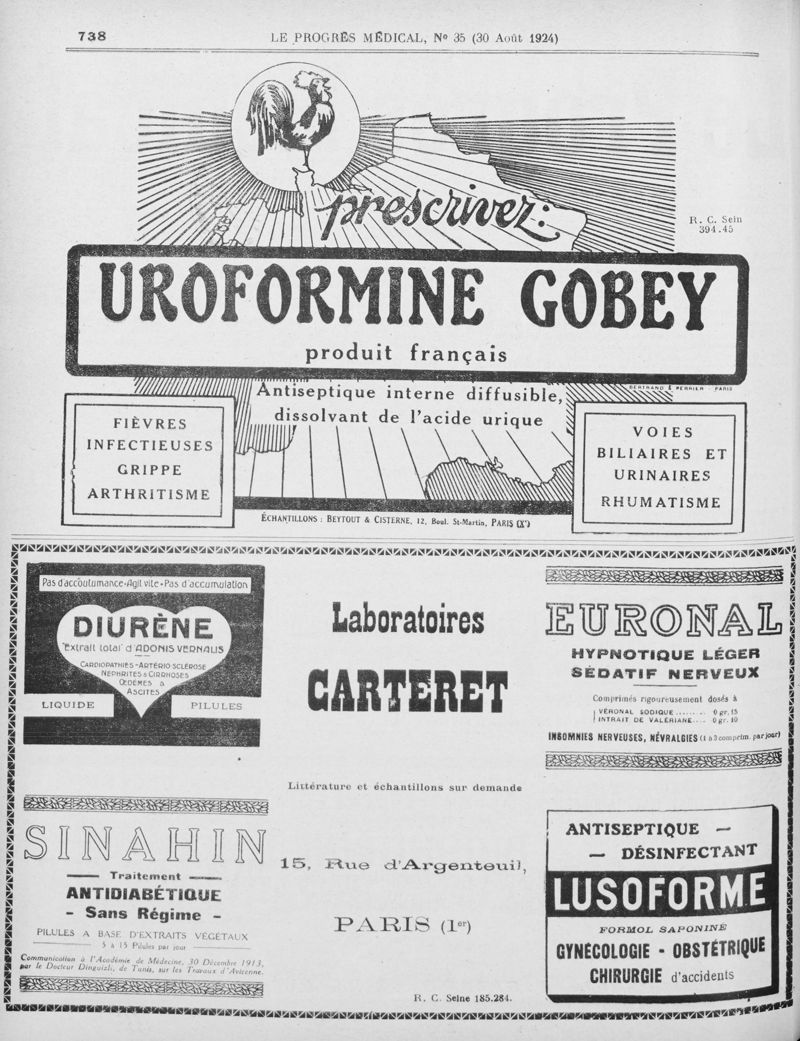 738
LE PROGRÈS MÉDICAL, No 35 (30 Août 1924)
prescrivez:
R. C. Sein
394.45
UROFORMINE GOBEY
produit français
BERTRAND & PERRIER - PARIS
Antiseptique interne diffusible,
dissolvant de l'acide urique
FIÈVRES
INFECTIEUSES
GRIPPE
ARTHRITISME
VOIES
BILIAIRES ET
URINAIRES
RHUMATISME
ÉCHANTILLONS : BEYTOUT & CISTERNE, 12, Boul. St-Martin, PARIS (Xe)
Pas d'accoutumance - Agit vite - Pas d'accumulation
DIURÈNE
"Extrait total" d'ADONIS VERNALIS
CARDIOPATHIES - ARTÉRIO-SCLÉROSE
NEPHRITES & CIRRHOSES
ŒDEMES &
ASCITES
LIQUIDE
PILULES
Laboratoires
CARTERET
Littérature et échantillons sur demande
15, Rue d'Argenteuil,
PARIS (1er)
R. C. Seine 185.284.
EURONAL
HYPNOTIQUE LÉGER
SÉDATIF NERVEUX
Comprimés rigoureusement dosés à
VÉRONAL SODIQUE........ 0 gr. 15
INTRAIT DE VALÉRIANE.... 0 gr. 10
INSOMNIES NERVEUSES, NÉVRALGIES (1 à 3 comprim. par jour)
SINAHIN
Traitement
ANTIDIABÉTIQUE
- Sans Régime -
PILULES A BASE D'EXTRAITS VÉGÉTAUX
5 à 15 Pilules par jour
Communication à l'Académie de Médecine, 30 Décembre 1913,
par le Docteur Dinguizli, de Tunis, sur les Travaux d'Avicenne.
ANTISEPTIQUE —
— DÉSINFECTANT
LUSOFORME
FORMOL SAPONINÉ
GYNÉCOLOGIE - OBSTÉTRIQUE
CHIRURGIE d'accidents